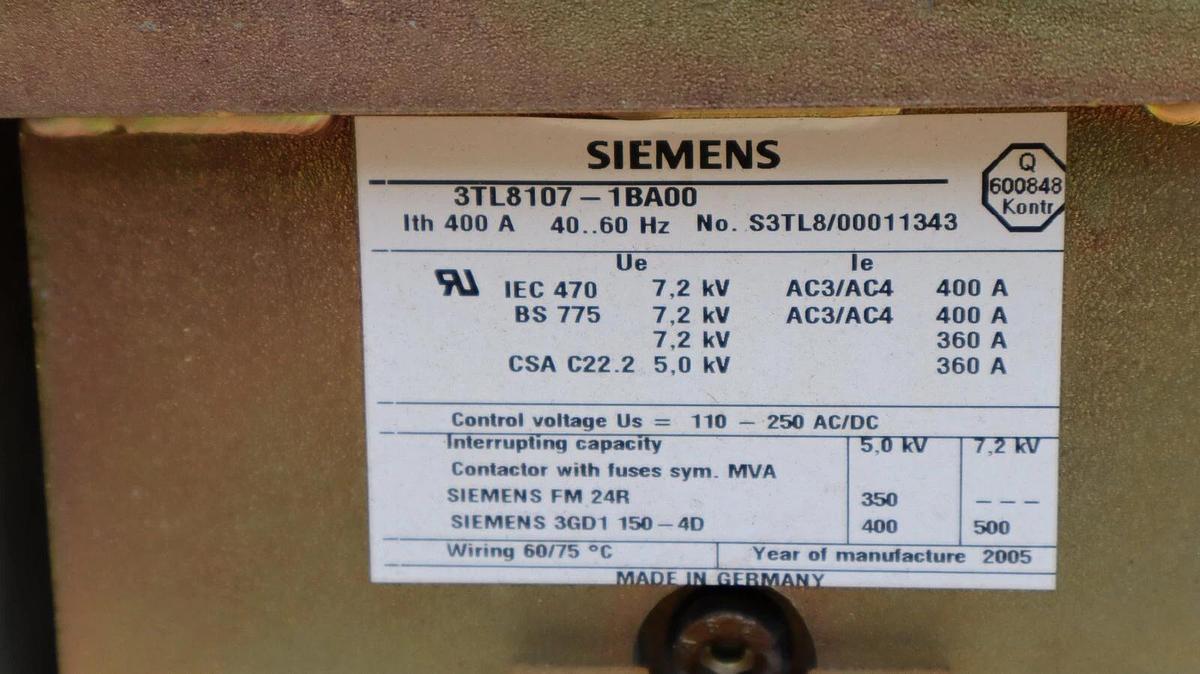 SIEMENS
Q
600848
Kontr
3TL8107-1BA00
Ith 400 A 40..60 Hz No. S3TL8/00011343
Ue Ie
IEC 470 7,2 kV AC3/AC4 400 A
BS 775 7,2 kV AC3/AC4 400 A
7,2 kV 360 A
CSA C22.2 5,0 kV 360 A
Control voltage Us = 110 - 250 AC/DC
Interrupting capacity 5,0 kV 7,2 kV
Contactor with fuses sym. MVA
SIEMENS FM 24R 350 ---
SIEMENS 3GD1 150-4D 400 500
Wiring 60/75 °C Year of manufacture 2005
MADE IN GERMANY